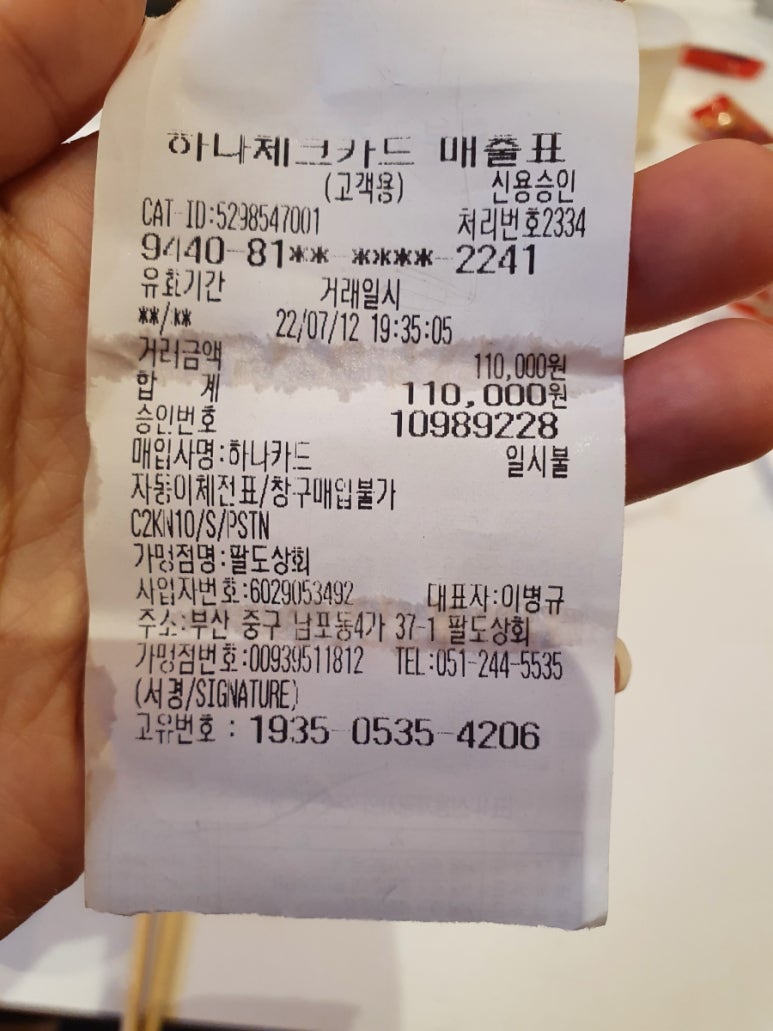 하나체크카드 매출표
(고객용) 신용승인
CAT-ID:5298547001 처리번호2334
9440-81** ****-2241
유효기간 거래일시
**/** 22/07/12 19:35:05
거래금액 110,000원
합 계 110,000원
승인번호 10989228
매입사명:하나카드 일시불
자동이체전표/창구매입불가
C2KN10/S/PSTN
가맹점명:팔도상회
사업자번호:6029053492 대표자:이병규
주소:부산 중구 남포동4가 37-1 팔도상회
가맹점번호:00939511812 TEL:051-244-5535
(서명/SIGNATURE)
고유번호 : 1935-0535-4206